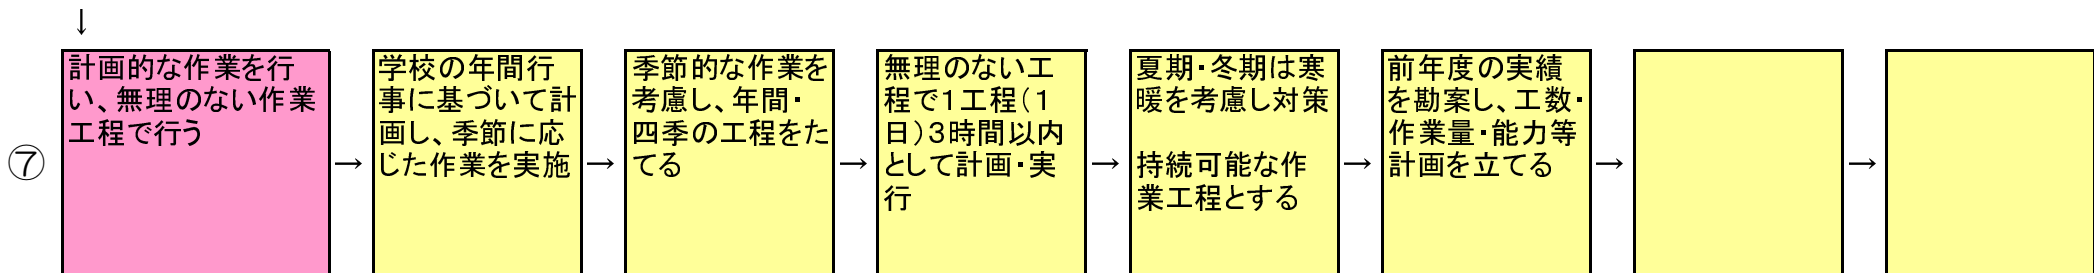 ↓
⑦
計画的な作業を行
い、無理のない作業
工程で行う
→
学校の年間行
事に基づいて計
画し、季節に応
じた作業を実施
→
季節的な作業を
考慮し、年間・
四季の工程をた
てる
→
無理のない工
程で1工程（1
日）3時間以内
として計画・実
行
→
夏期・冬期は寒
暖を考慮し対策
持続可能な作
業工程とする
→
前年度の実績
を勘案し、工数・
作業量・能力等
計画を立てる
→
→